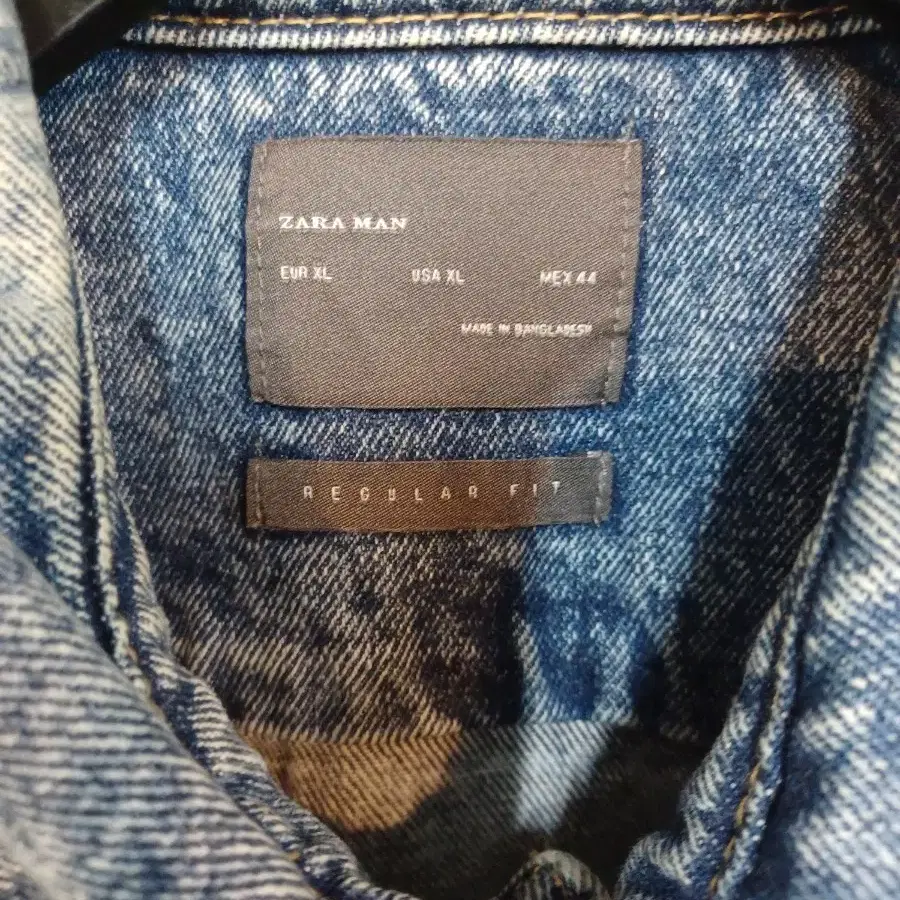 ZARA MAN
EUR XL USA XL MEX 44
MADE IN BANGLADESH
REGULAR FIT